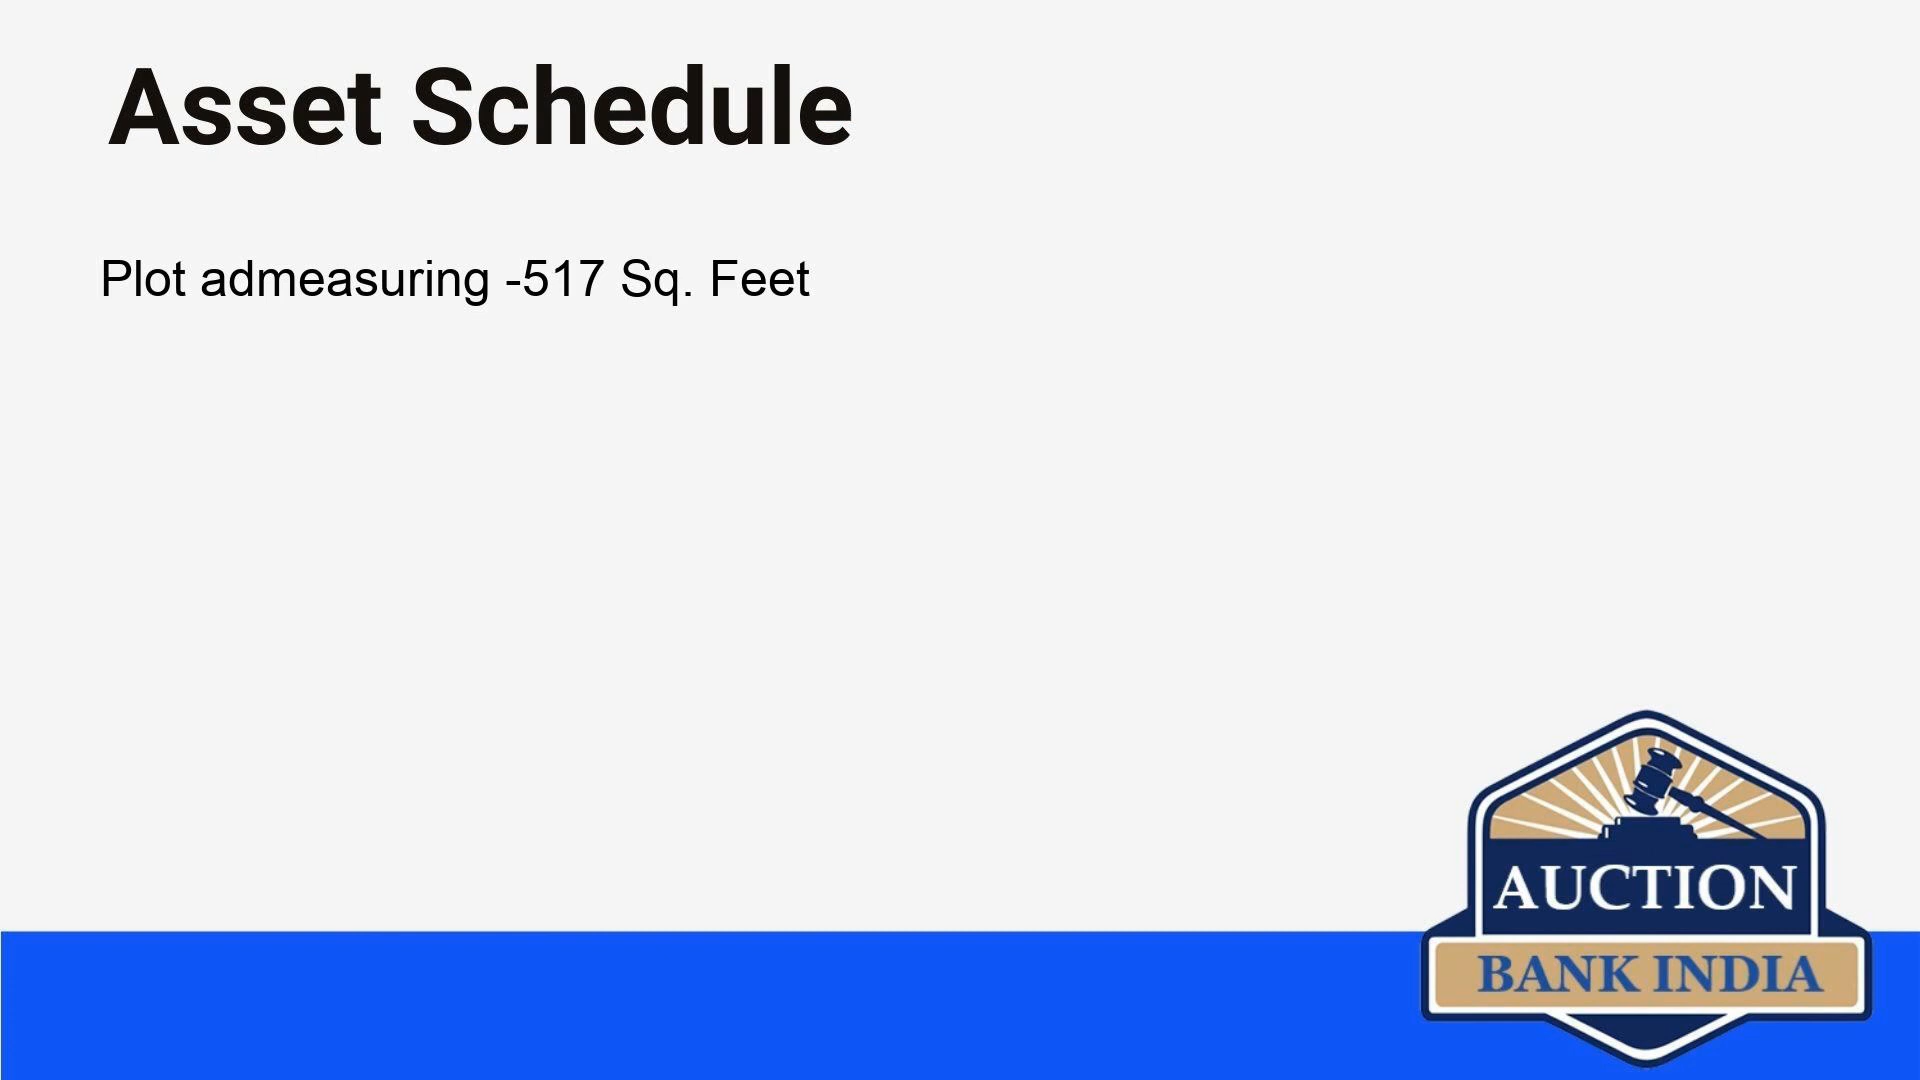 Asset Schedule
Plot admeasuring -517 Sq. Feet
AUCTION
BANK INDIA